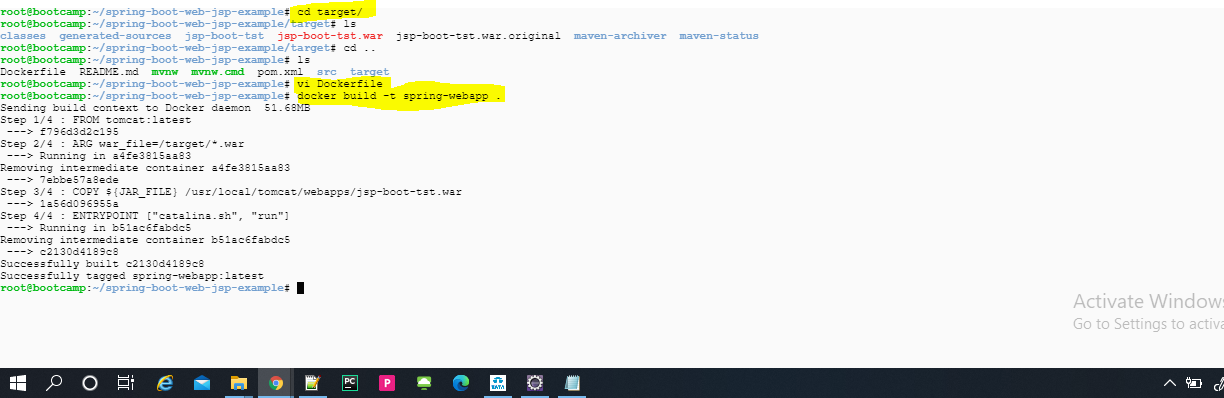 root@bootcamp:~/spring-boot-web-jsp-example# cd target/
root@bootcamp:~/spring-boot-web-jsp-example/target# ls
classes  generated-sources  jsp-boot-tst  jsp-boot-tst.war  jsp-boot-tst.war.original  maven-archiver  maven-status
root@bootcamp:~/spring-boot-web-jsp-example/target# cd ..
root@bootcamp:~/spring-boot-web-jsp-example# ls
Dockerfile  README.md  mvnw  mvnw.cmd  pom.xml  src  target
root@bootcamp:~/spring-boot-web-jsp-example# vi Dockerfile
root@bootcamp:~/spring-boot-web-jsp-example# docker build -t spring-webapp .
Sending build context to Docker daemon  51.68MB
Step 1/4 : FROM tomcat:latest
 ---> f796d3d2c195
Step 2/4 : ARG war_file=/target/*.war
 ---> Running in a4fe3815aa83
Removing intermediate container a4fe3815aa83
 ---> 7ebbe57a8ede
Step 3/4 : COPY ${JAR_FILE} /usr/local/tomcat/webapps/jsp-boot-tst.war
 ---> 1a56d096955a
Step 4/4 : ENTRYPOINT ["catalina.sh", "run"]
 ---> Running in b51ac6fabdc5
Removing intermediate container b51ac6fabdc5
 ---> c2130d4189c8
Successfully built c2130d4189c8
Successfully tagged spring-webapp:latest
root@bootcamp:~/spring-boot-web-jsp-example#
Activate Windows
Go to Settings to activa
PC
P
TATA